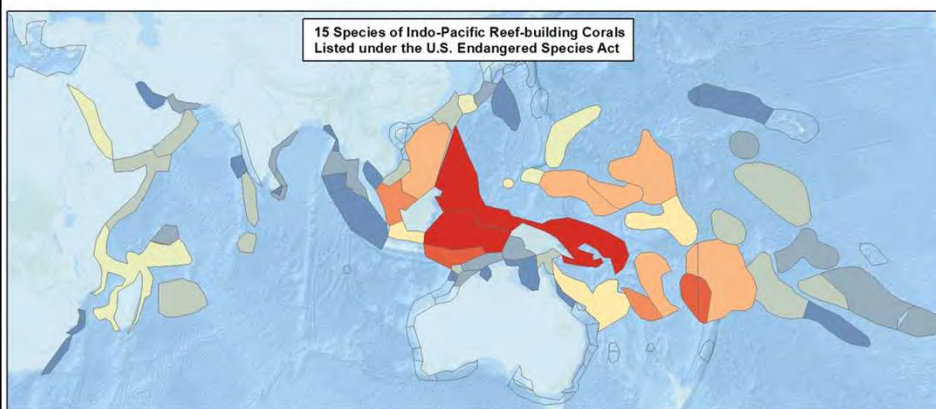 15 Species of Indo-Pacific Reef-building Corals
Listed under the U.S. Endangered Species Act